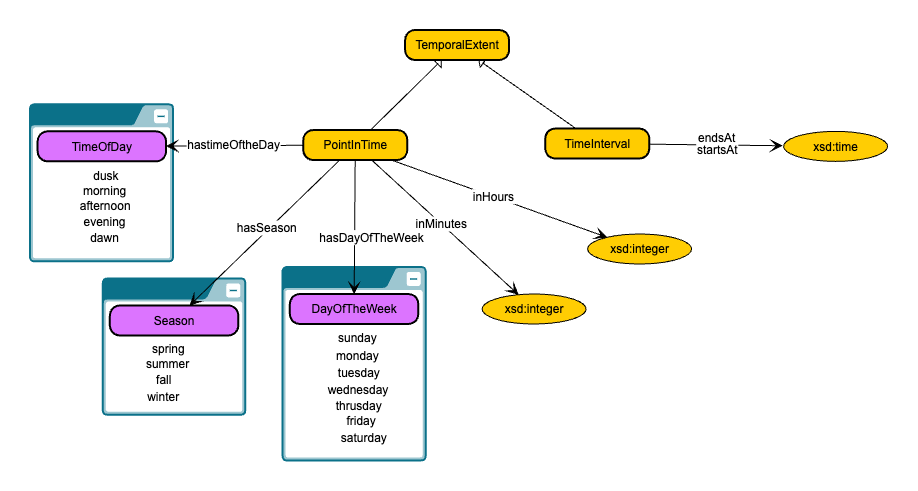 TemporalExtent
TimeOfDay
dusk
morning
afternoon
evening
dawn
hastimeOftheDay
PointInTime
TimeInterval
endsAt
startsAt
xsd:time
hasSeason
hasDayOfTheWeek
inMinutes
inHours
xsd:integer
xsd:integer
Season
spring
summer
fall
winter
DayOfTheWeek
sunday
monday
tuesday
wednesday
thrusday
friday
saturday